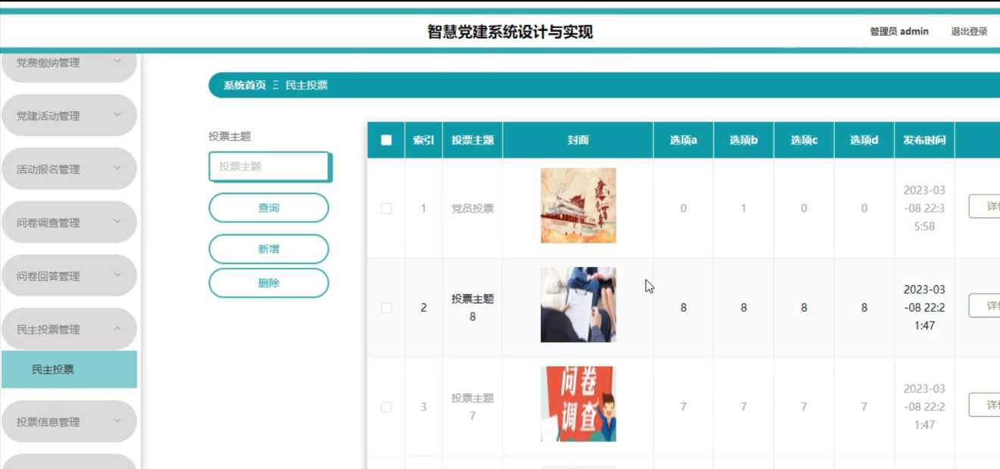 智慧党建系统设计与实现
管理员 admin
退出登录
党费缴纳管理
党建活动管理
活动报名管理
问卷调查管理
问卷回答管理
民主投票管理
民主投票
投票信息管理
系统首页 Ξ 民主投票
投票主题
投票主题
查询
新增
删除
索引 投票主题 封面 选项a 选项b 选项c 选项d 发布时间
1 党员投票 0 1 0 0 2023-03
-08 22:3
5:58
2 投票主题
8
8 8 8 8 2023-03
-08 22:2
1:47
问卷
调查
3 投票主题
7
7 7 7 7 2023-03
-08 22:2
1:47